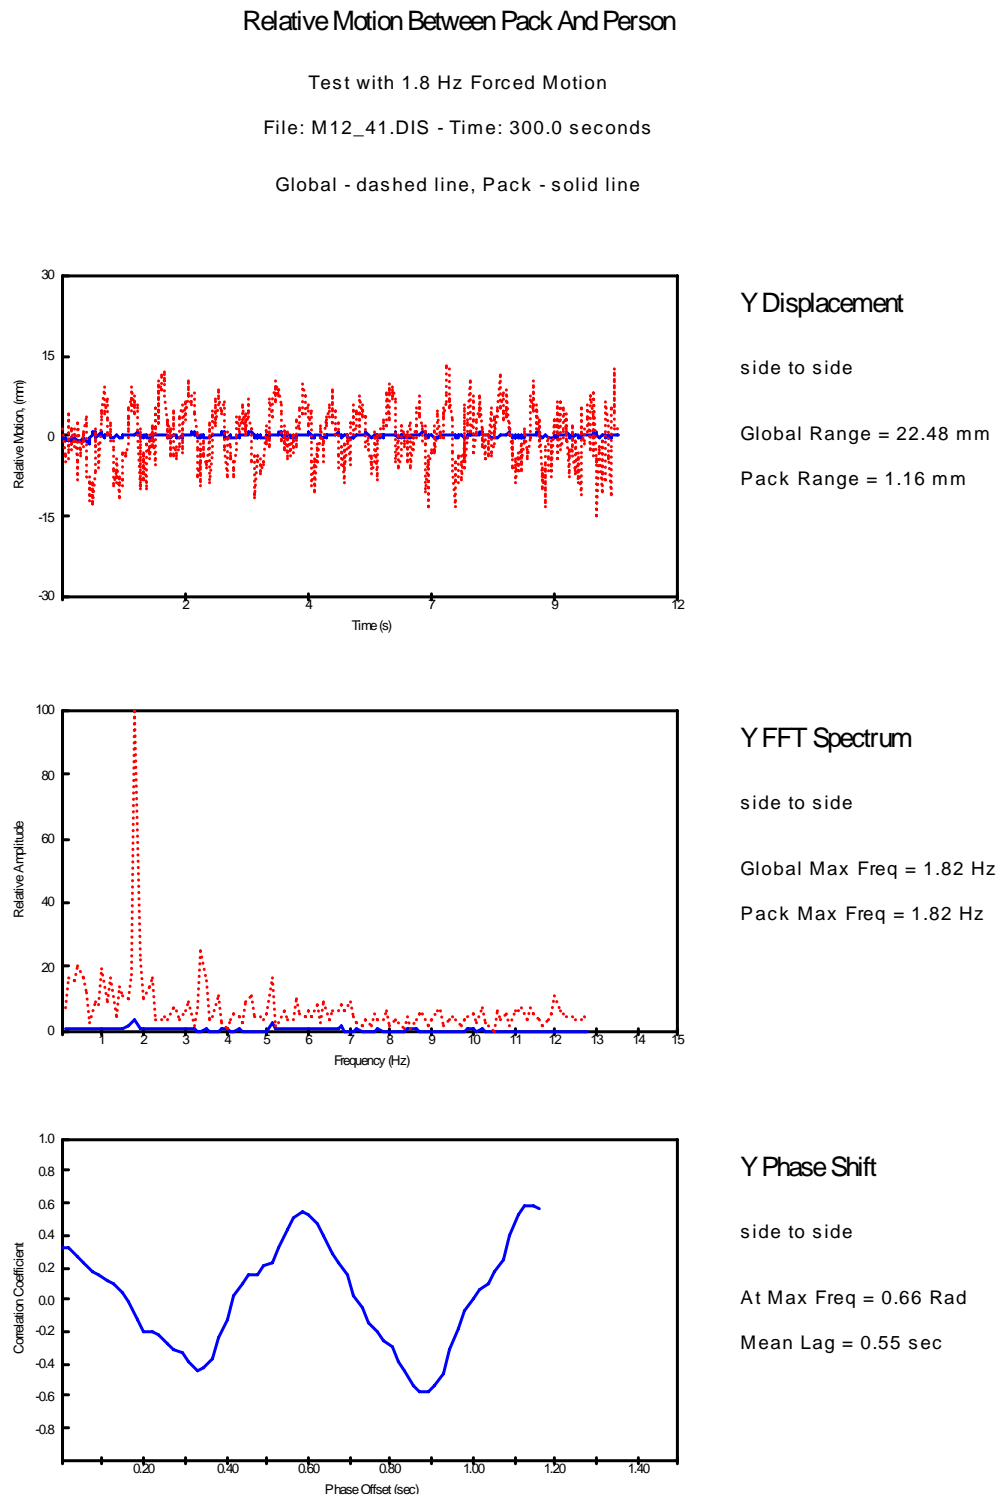 Relative Motion Between Pack And Person
Test with 1.8 Hz Forced Motion
File: M12_41.DIS - Time: 300.0 seconds
Global - dashed line, Pack - solid line
30
15
0
-15
-30
Relative Motion, (mm)
2
4
7
9
12
Time (s)
Y Displacement
side to side
Global Range = 22.48 mm
Pack Range = 1.16 mm
100
80
60
40
20
0
Relative Amplitude
1
2
3
4
5
6
7
8
9
10
11
12
13
14
15
Frequency (Hz)
Y FFT Spectrum
side to side
Global Max Freq = 1.82 Hz
Pack Max Freq = 1.82 Hz
1.0
0.8
0.6
0.4
0.2
0.0
-0.2
-0.4
-0.6
-0.8
Correlation Coefficient
0.20
0.40
0.60
0.80
1.00
1.20
1.40
Phase Offset (sec)
Y Phase Shift
side to side
At Max Freq = 0.66 Rad
Mean Lag = 0.55 sec